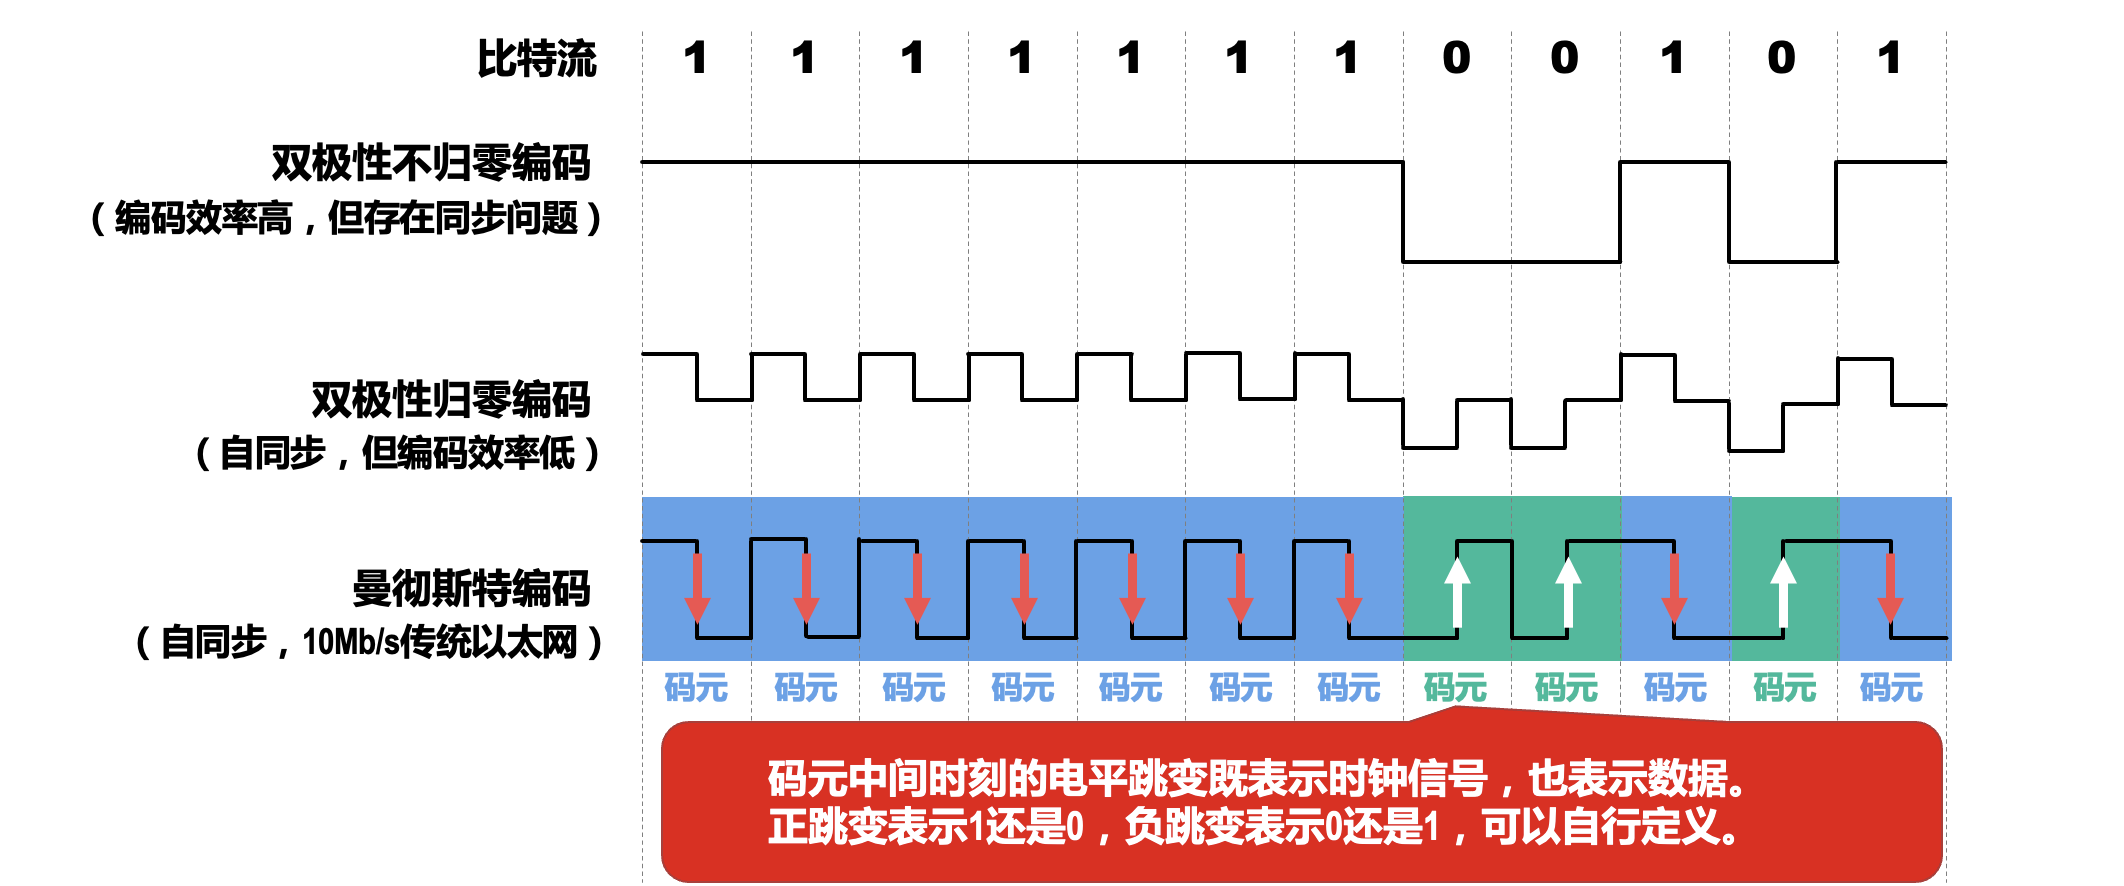 比特流 1 1 1 1 1 1 1 0 0 1 0 1
双极性不归零编码
（编码效率高，但存在同步问题）
双极性归零编码
（自同步，但编码效率低）
曼彻斯特编码
（自同步，10Mb/s传统以太网）
码元 码元 码元 码元 码元 码元 码元 码元 码元 码元 码元 码元
码元中间时刻的电平跳变既表示时钟信号，也表示数据。
正跳变表示1还是0，负跳变表示0还是1，可以自行定义。